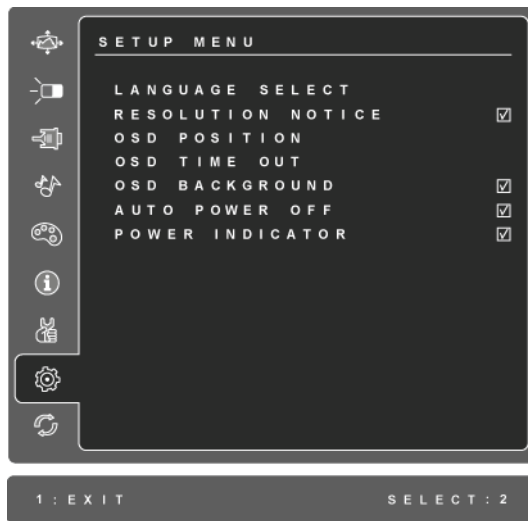 SETUP MENU
LANGUAGE SELECT
RESOLUTION NOTICE
OSD POSITION
OSD TIME OUT
OSD BACKGROUND
AUTO POWER OFF
POWER INDICATOR
1:EXIT SELECT:2